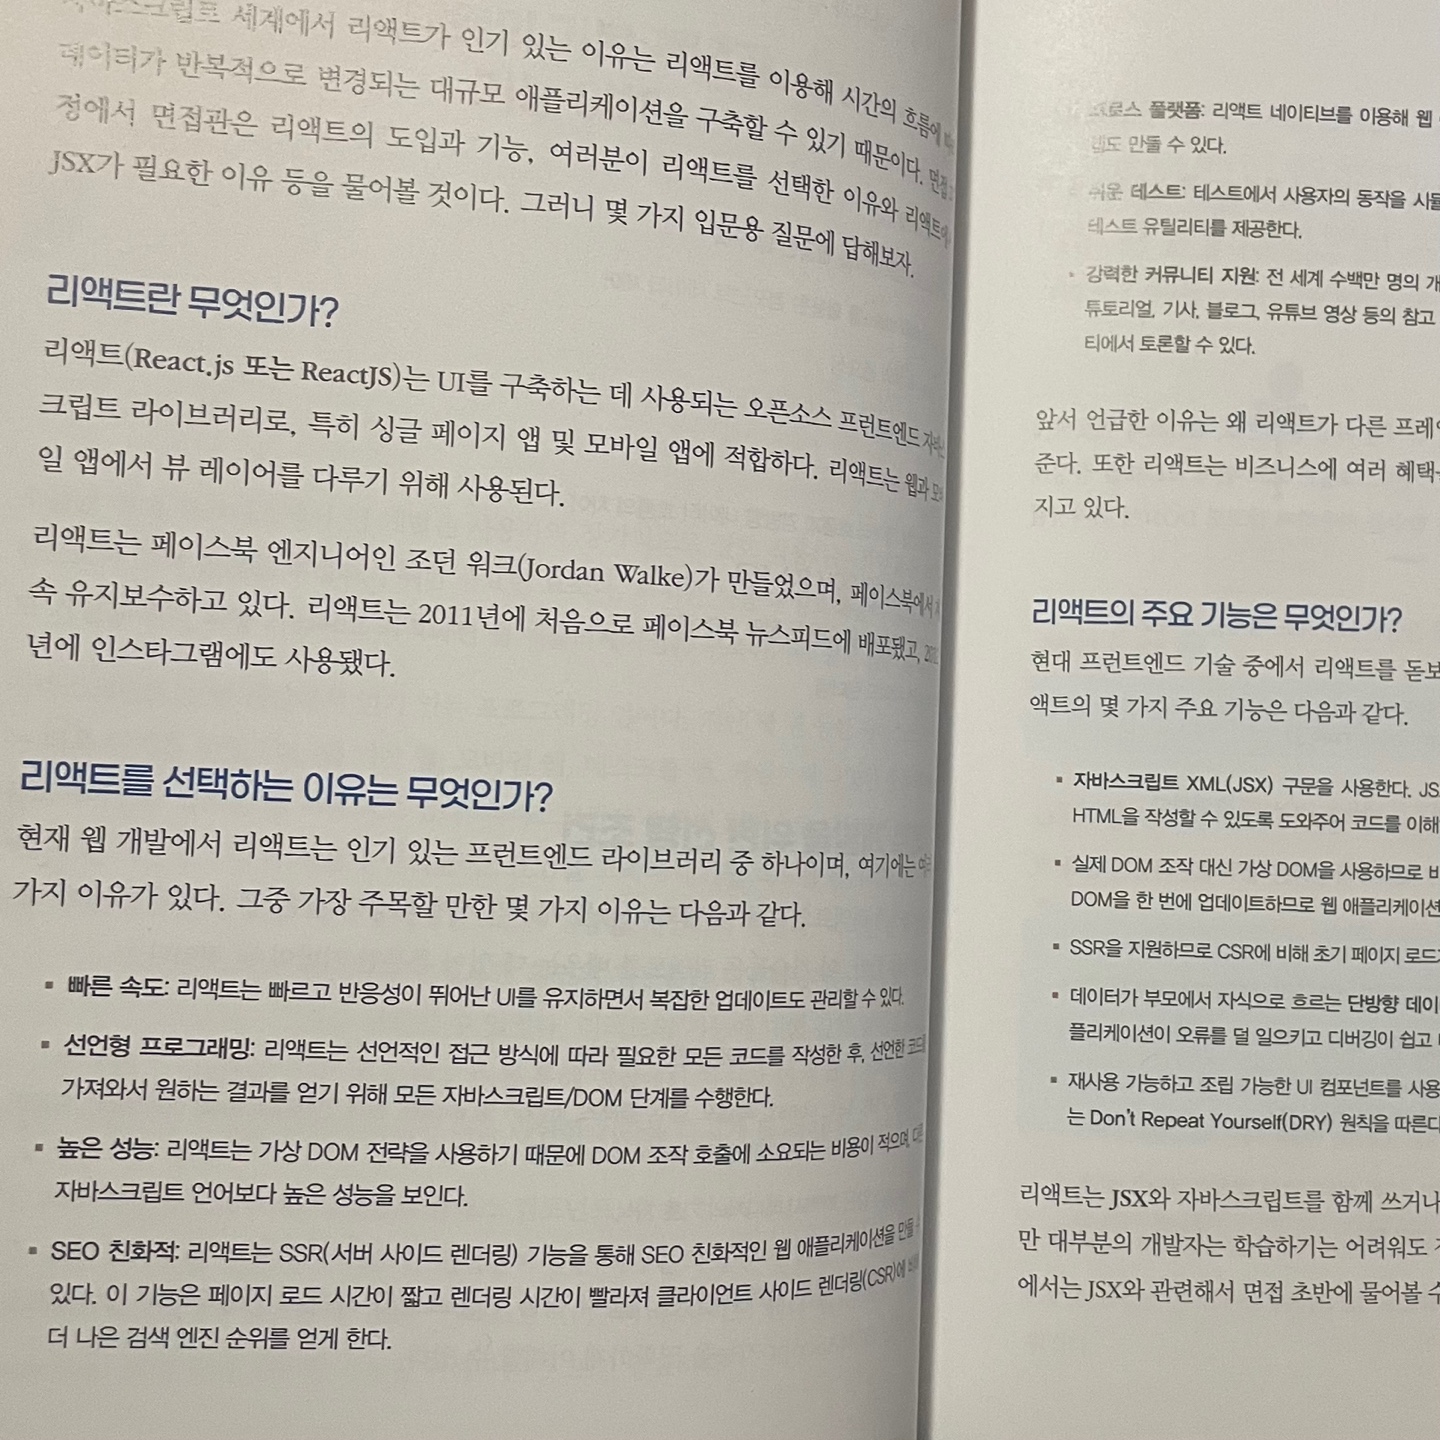 자바스크립트 세계에서 리액트가 인기 있는 이유는 리액트를 이용해 시간의 흐름에
데이터가 반복적으로 변경되는 대규모 애플리케이션을 구축할 수 있기 때문이다. 면접
정에서 면접관은 리액트의 도입과 기능, 여러분이 리액트를 선택한 이유와 리액트에
JSX가 필요한 이유 등을 물어볼 것이다. 그러니 몇 가지 입문용 질문에 답해보자.
리액트란 무엇인가?
리액트(React.js 또는 ReactJS)는 UI를 구축하는 데 사용되는 오픈소스 프런트엔드
크립트 라이브러리로, 특히 싱글 페이지 앱 및 모바일 앱에 적합하다. 리액트는 웹과
일 앱에서 뷰 레이어를 다루기 위해 사용된다.
리액트는 페이스북 엔지니어인 조던 워크(Jordan Walke)가 만들었으며, 페이스북에서
속 유지보수하고 있다. 리액트는 2011년에 처음으로 페이스북 뉴스피드에 배포됐고,
년에 인스타그램에도 사용됐다.
리액트를 선택하는 이유는 무엇인가?
현재 웹 개발에서 리액트는 인기 있는 프런트엔드 라이브러리 중 하나이며, 여기에는
가지 이유가 있다. 그중 가장 주목할 만한 몇 가지 이유는 다음과 같다.
▪ 빠른 속도: 리액트는 빠르고 반응성이 뛰어난 UI를 유지하면서 복잡한 업데이트도 관리할 수 있다.
▪ 선언형 프로그래밍: 리액트는 선언적인 접근 방식에 따라 필요한 모든 코드를 작성한 후, 선언한
가져와서 원하는 결과를 얻기 위해 모든 자바스크립트/DOM 단계를 수행한다.
▪ 높은 성능: 리액트는 가상 DOM 전략을 사용하기 때문에 DOM 조작 호출에 소요되는 비용이 적으며,
자바스크립트 언어보다 높은 성능을 보인다.
▪ SEO 친화적: 리액트는 SSR(서버 사이드 렌더링) 기능을 통해 SEO 친화적인 웹 애플리케이션을 만들
있다. 이 기능은 페이지 로드 시간이 짧고 렌더링 시간이 빨라져 클라이언트 사이드 렌더링(CSR)에
더 나은 검색 엔진 순위를 얻게 한다.
플랫폼: 리액트 네이티브를 이용해 웹
만들 수 있다.
쉬운 테스트: 테스트에서 사용자의 동작을
테스트 유틸리티를 제공한다.
▪ 강력한 커뮤니티 지원: 전 세계 수백만 명의
튜토리얼, 기사, 블로그, 유튜브 영상 등의 참고
티에서 토론할 수 있다.
앞서 언급한 이유는 왜 리액트가 다른
준다. 또한 리액트는 비즈니스에 여러 혜택
지고 있다.
리액트의 주요 기능은 무엇인가?
현대 프런트엔드 기술 중에서 리액트를
액트의 몇 가지 주요 기능은 다음과 같다.
▪ 자바스크립트 XML(JSX) 구문을 사용한다.
HTML을 작성할 수 있도록 도와주어 코드를 이해
▪ 실제 DOM 조작 대신 가상 DOM을 사용하므로
DOM을 한 번에 업데이트하므로 웹 애플리케이션
▪ SSR을 지원하므로 CSR에 비해 초기 페이지 로드
▪ 데이터가 부모에서 자식으로 흐르는 단방향 데이
플리케이션이 오류를 덜 일으키고 디버깅이 쉽고
▪ 재사용 가능하고 조립 가능한 UI 컴포넌트를 사용
는 Don't Repeat Yourself(DRY) 원칙을 따른다
리액트는 JSX와 자바스크립트를 함께 쓰거나
만 대부분의 개발자는 학습하기는 어려워도
에서는 JSX와 관련해서 면접 초반에 물어볼 수